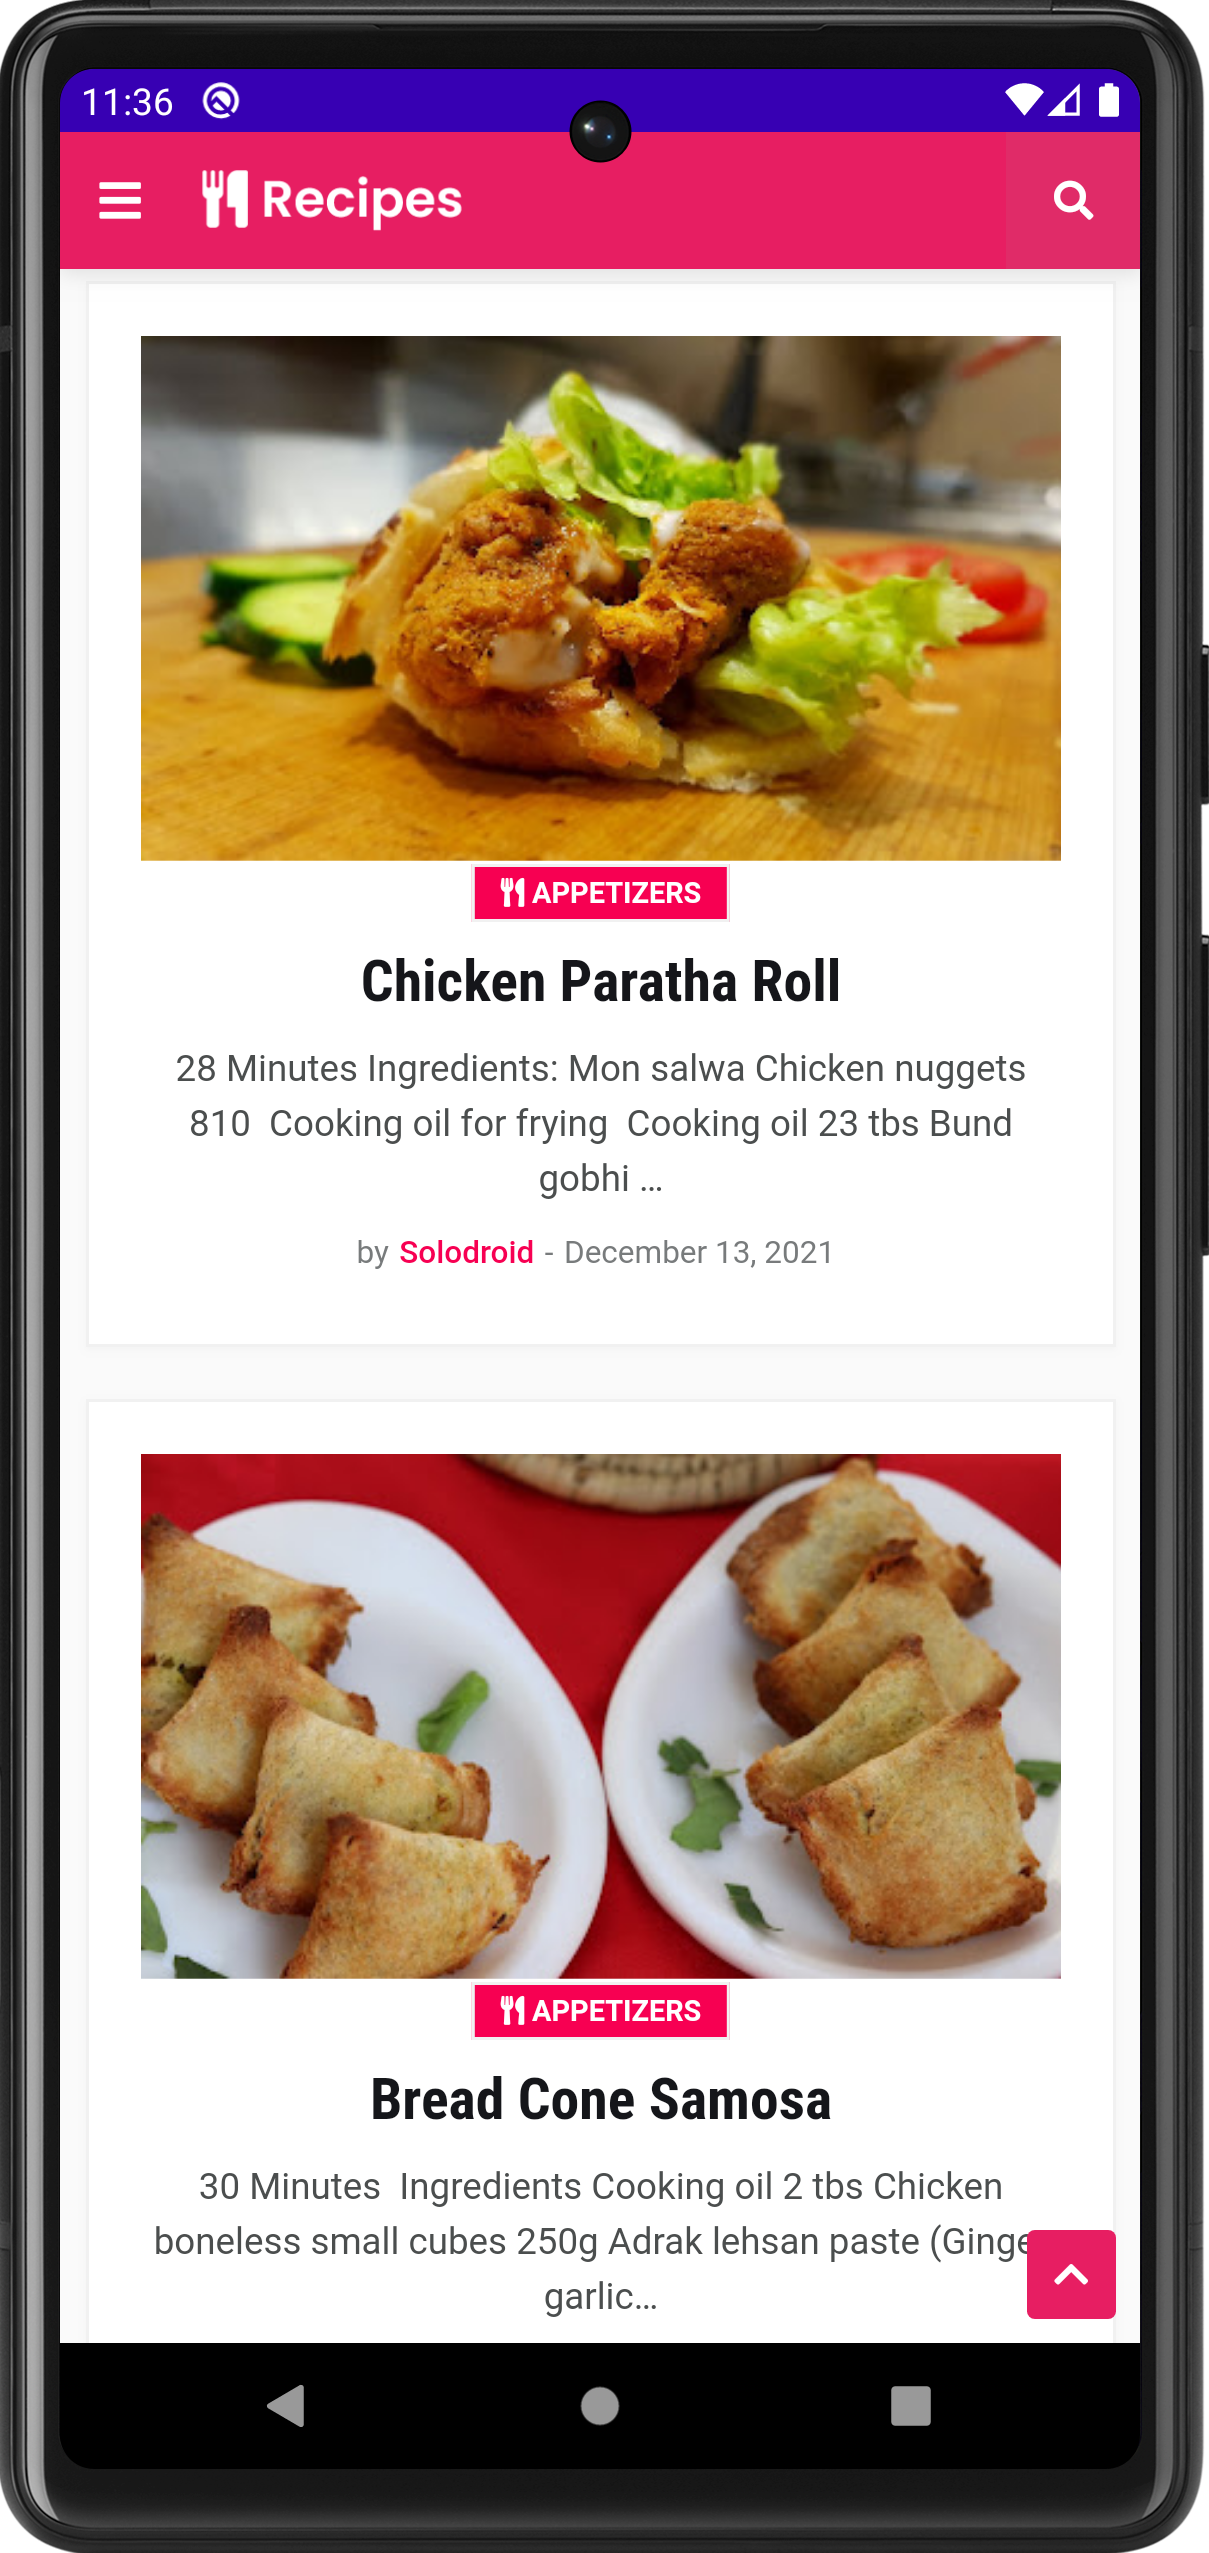 11:36
Recipes
APPETIZERS
Chicken Paratha Roll
28 Minutes Ingredients: Mon salwa Chicken nuggets
810  Cooking oil for frying  Cooking oil 23 tbs Bund
gobhi ...
by Solodroid - December 13, 2021
APPETIZERS
Bread Cone Samosa
30 Minutes  Ingredients Cooking oil 2 tbs Chicken
boneless small cubes 250g Adrak lehsan paste (Ginge
garlic...